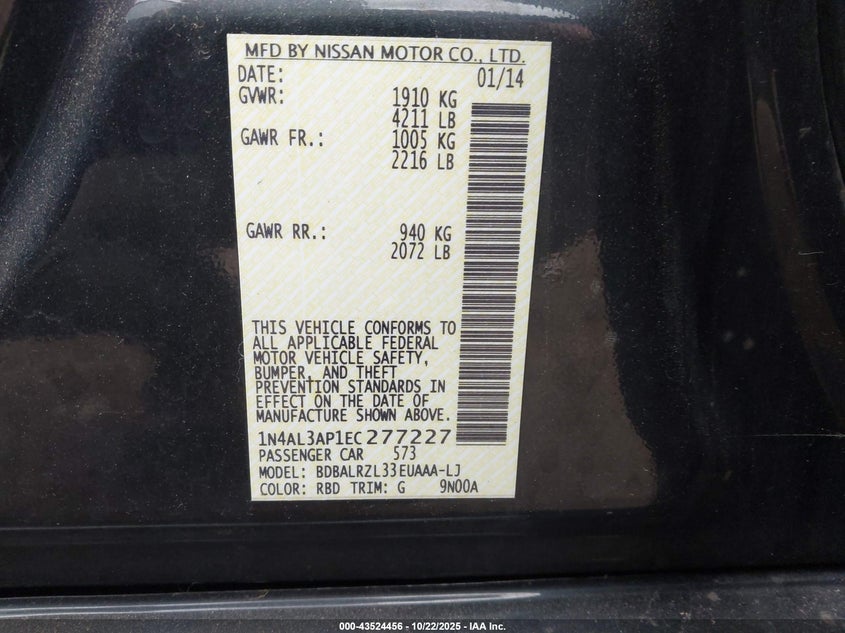 MFD BY NISSAN MOTOR CO., LTD.
DATE: 01/14
GVWR: 1910 KG
4211 LB
GAWR FR.: 1005 KG
2216 LB
GAWR RR.: 940 KG
2072 LB
THIS VEHICLE CONFORMS TO
ALL APPLICABLE FEDERAL
MOTOR VEHICLE SAFETY,
BUMPER, AND THEFT
PREVENTION STANDARDS IN
EFFECT ON THE DATE OF
MANUFACTURE SHOWN ABOVE.
1N4AL3AP1EC277227
PASSENGER CAR 573
MODEL: BDBALRZL33EUAAA-LJ
COLOR: RBD TRIM: G 9N00A
000-43524456 - 10/22/2025 - IAA Inc.